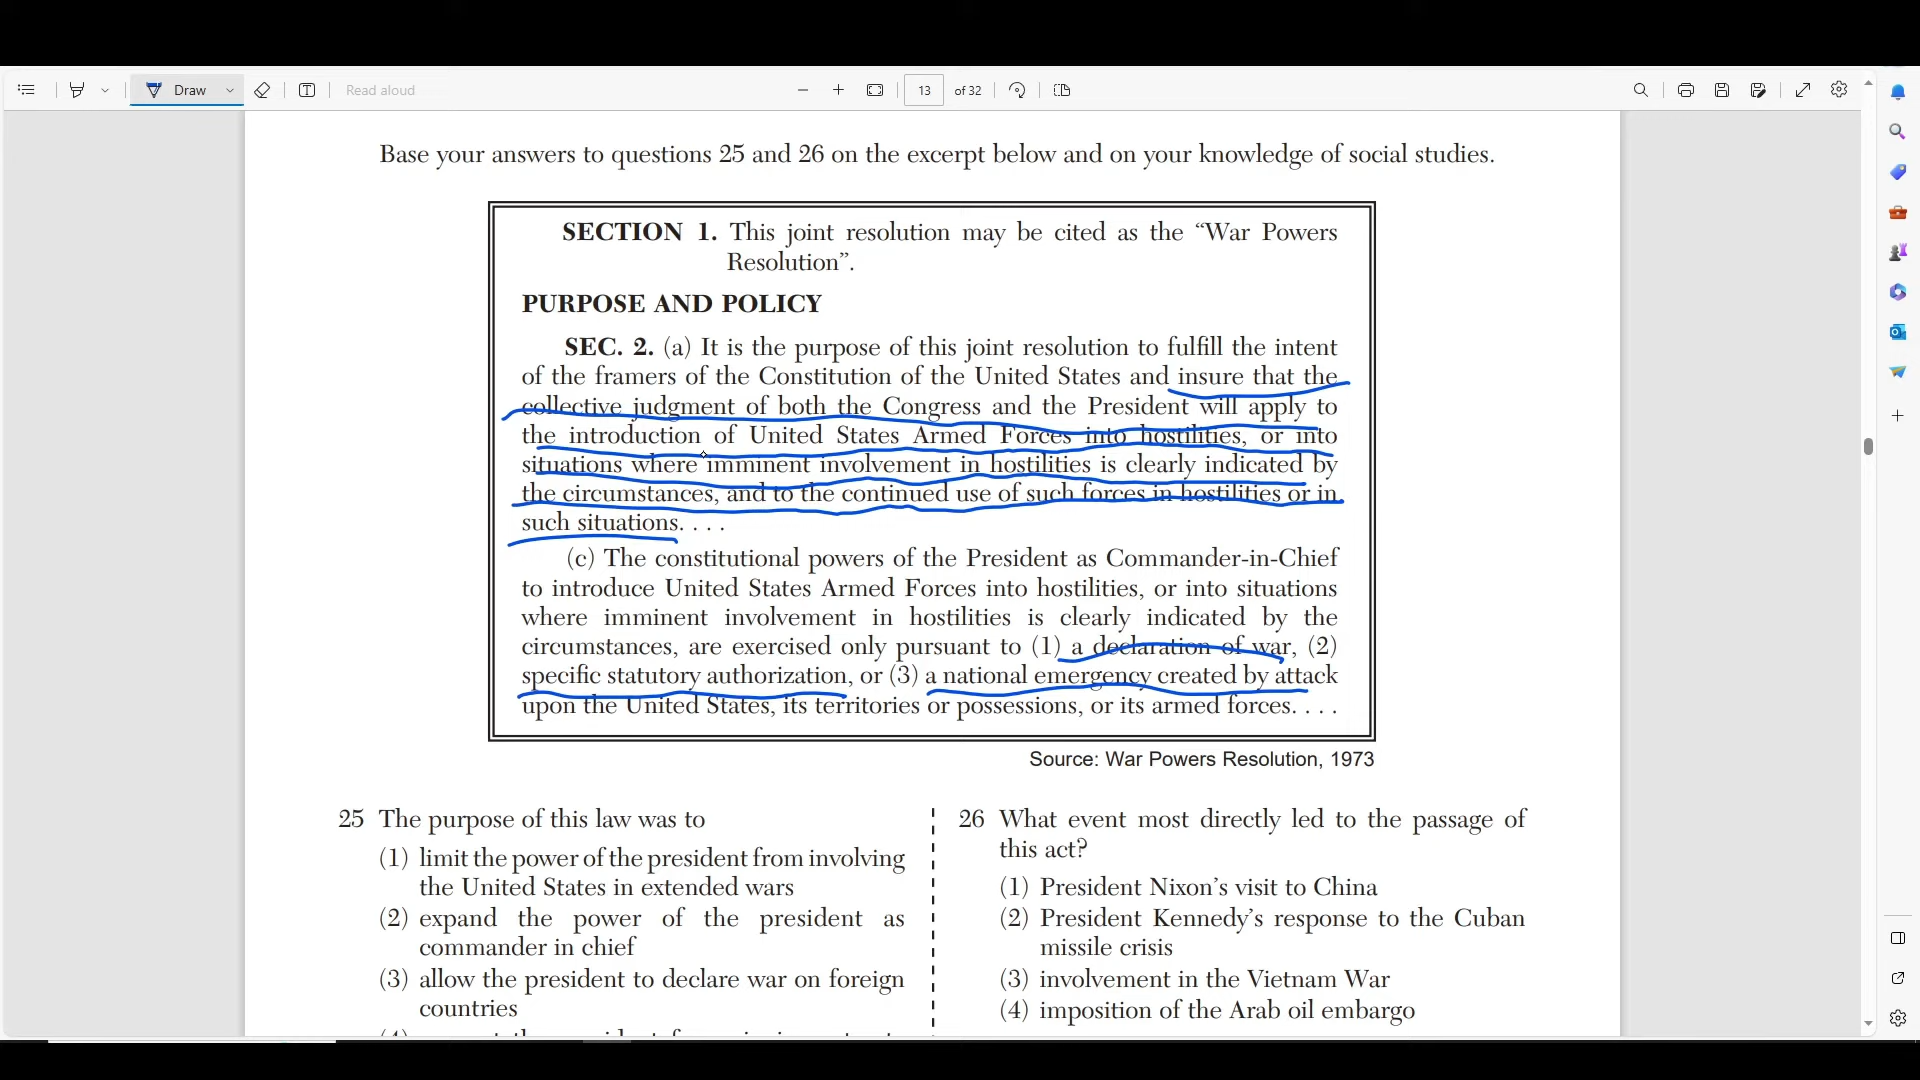 Draw
Read aloud
13
of 32
Base your answers to questions 25 and 26 on the excerpt below and on your knowledge of social studies.
SECTION 1. This joint resolution may be cited as the “War Powers
Resolution”.
PURPOSE AND POLICY
SEC. 2. (a) It is the purpose of this joint resolution to fulfill the intent
of the framers of the Constitution of the United States and insure that the
collective judgment of both the Congress and the President will apply to
the introduction of United States Armed Forces into hostilities, or into
situations where imminent involvement in hostilities is clearly indicated by
the circumstances, and to the continued use of such forces in hostilities or in
such situations. . . .
(c) The constitutional powers of the President as Commander-in-Chief
to introduce United States Armed Forces into hostilities, or into situations
where imminent involvement in hostilities is clearly indicated by the
circumstances, are exercised only pursuant to (1) a declaration of war, (2)
specific statutory authorization, or (3) a national emergency created by attack
upon the United States, its territories or possessions, or its armed forces. . . .
Source: War Powers Resolution, 1973
25 The purpose of this law was to
(1) limit the power of the president from involving
the United States in extended wars
(2) expand the power of the president as
commander in chief
(3) allow the president to declare war on foreign
countries
26 What event most directly led to the passage of
this act?
(1) President Nixon’s visit to China
(2) President Kennedy’s response to the Cuban
missile crisis
(3) involvement in the Vietnam War
(4) imposition of the Arab oil embargo